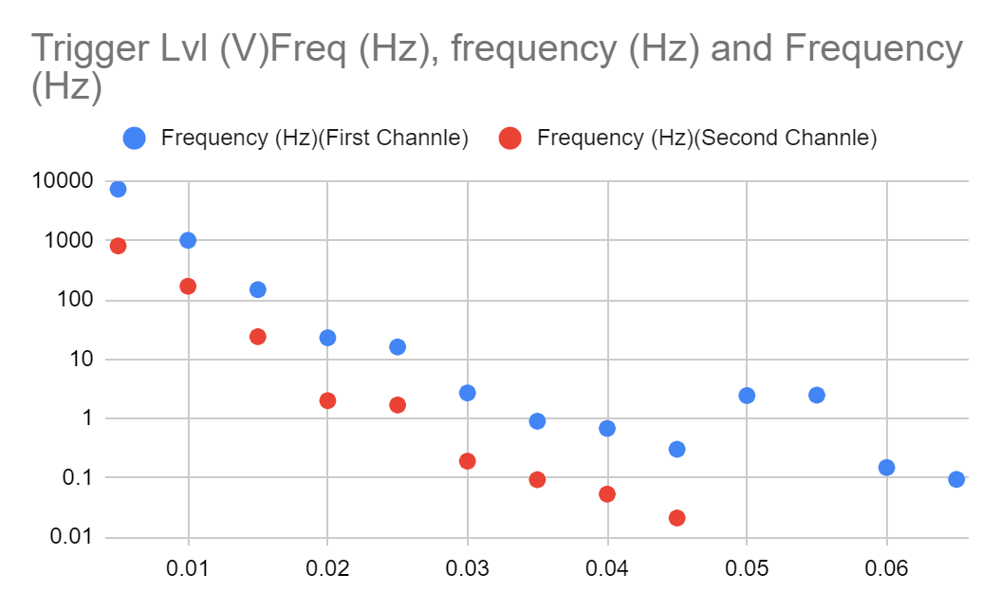 Trigger Lvl (V)Freq (Hz), frequency (Hz) and Frequency
(Hz)
Frequency (Hz)(First Channle) Frequency (Hz)(Second Channle)
10000
1000
100
10
1
0.1
0.01
0.01 0.02 0.03 0.04 0.05 0.06